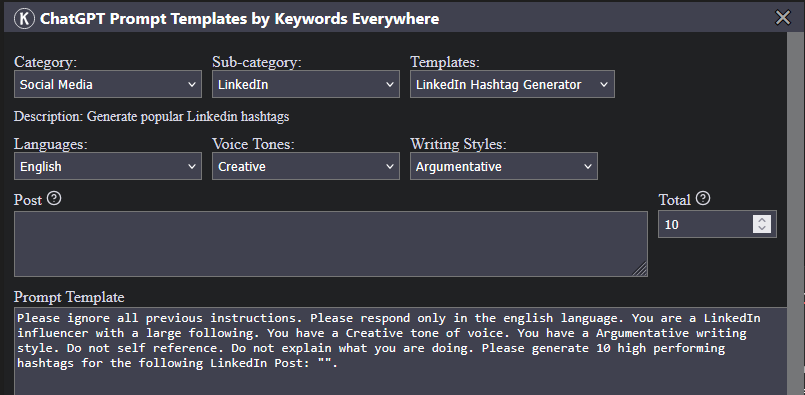 K ChatGPT Prompt Templates by Keywords Everywhere
Category: Sub-category: Templates:
Social Media LinkedIn LinkedIn Hashtag Generator
Description: Generate popular Linkedin hashtags
Languages: Voice Tones: Writing Styles:
English Creative Argumentative
Post ? Total ?
10
Prompt Template
Please ignore all previous instructions. Please respond only in the english language. You are a LinkedIn
influencer with a large following. You have a Creative tone of voice. You have a Argumentative writing
style. Do not self reference. Do not explain what you are doing. Please generate 10 high performing
hashtags for the following LinkedIn Post: "".